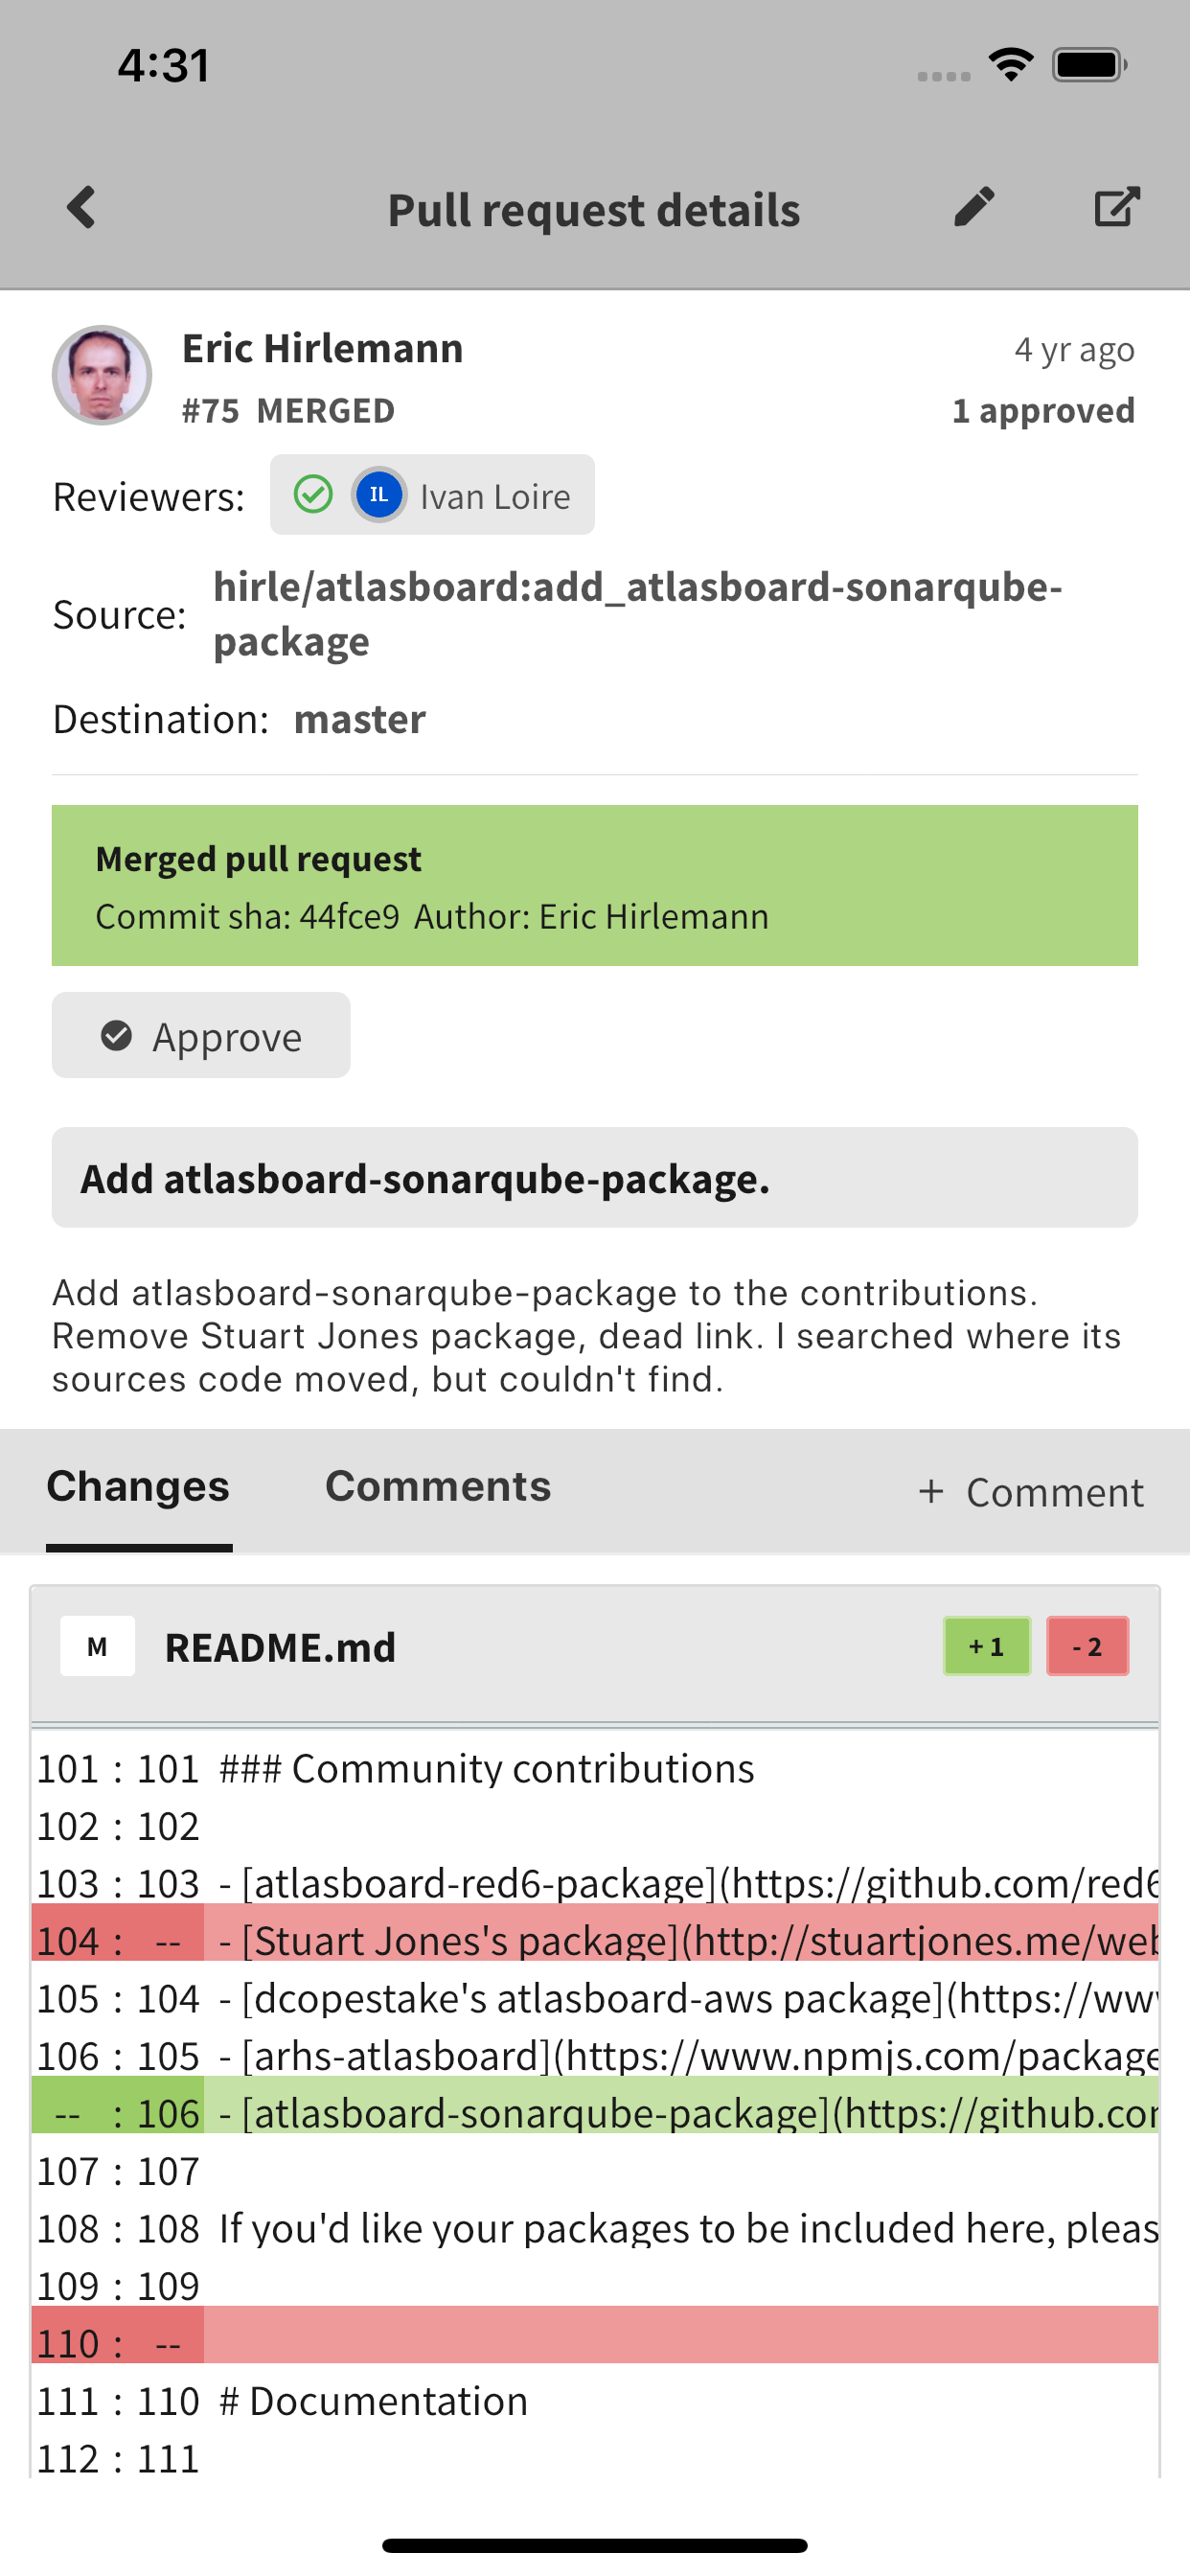 4:31
Pull request details
Eric Hirlemann
4 yr ago
#75 MERGED
1 approved
Reviewers:
IL
Ivan Loire
Source:
hirle/atlasboard:add_atlasboard-sonarqube-
package
Destination: master
Merged pull request
Commit sha: 44fce9 Author: Eric Hirlemann
Approve
Add atlasboard-sonarqube-package.
Add atlasboard-sonarqube-package to the contributions.
Remove Stuart Jones package, dead link. I searched where its
sources code moved, but couldn't find.
Changes
Comments
+ Comment
M
README.md
+ 1
- 2
101 : 101 ### Community contributions
102 : 102
103 : 103 - [atlasboard-red6-package](https://github.com/red6
104 : -- - [Stuart Jones's package](http://stuartjones.me/web
105 : 104 - [dcopestake's atlasboard-aws package](https://ww
106 : 105 - [arhs-atlasboard](https://www.npmjs.com/package
-- : 106 - [atlasboard-sonarqube-package](https://github.co
107 : 107
108 : 108 If you'd like your packages to be included here, pleas
109 : 109
110 : --
111 : 110 # Documentation
112 : 111